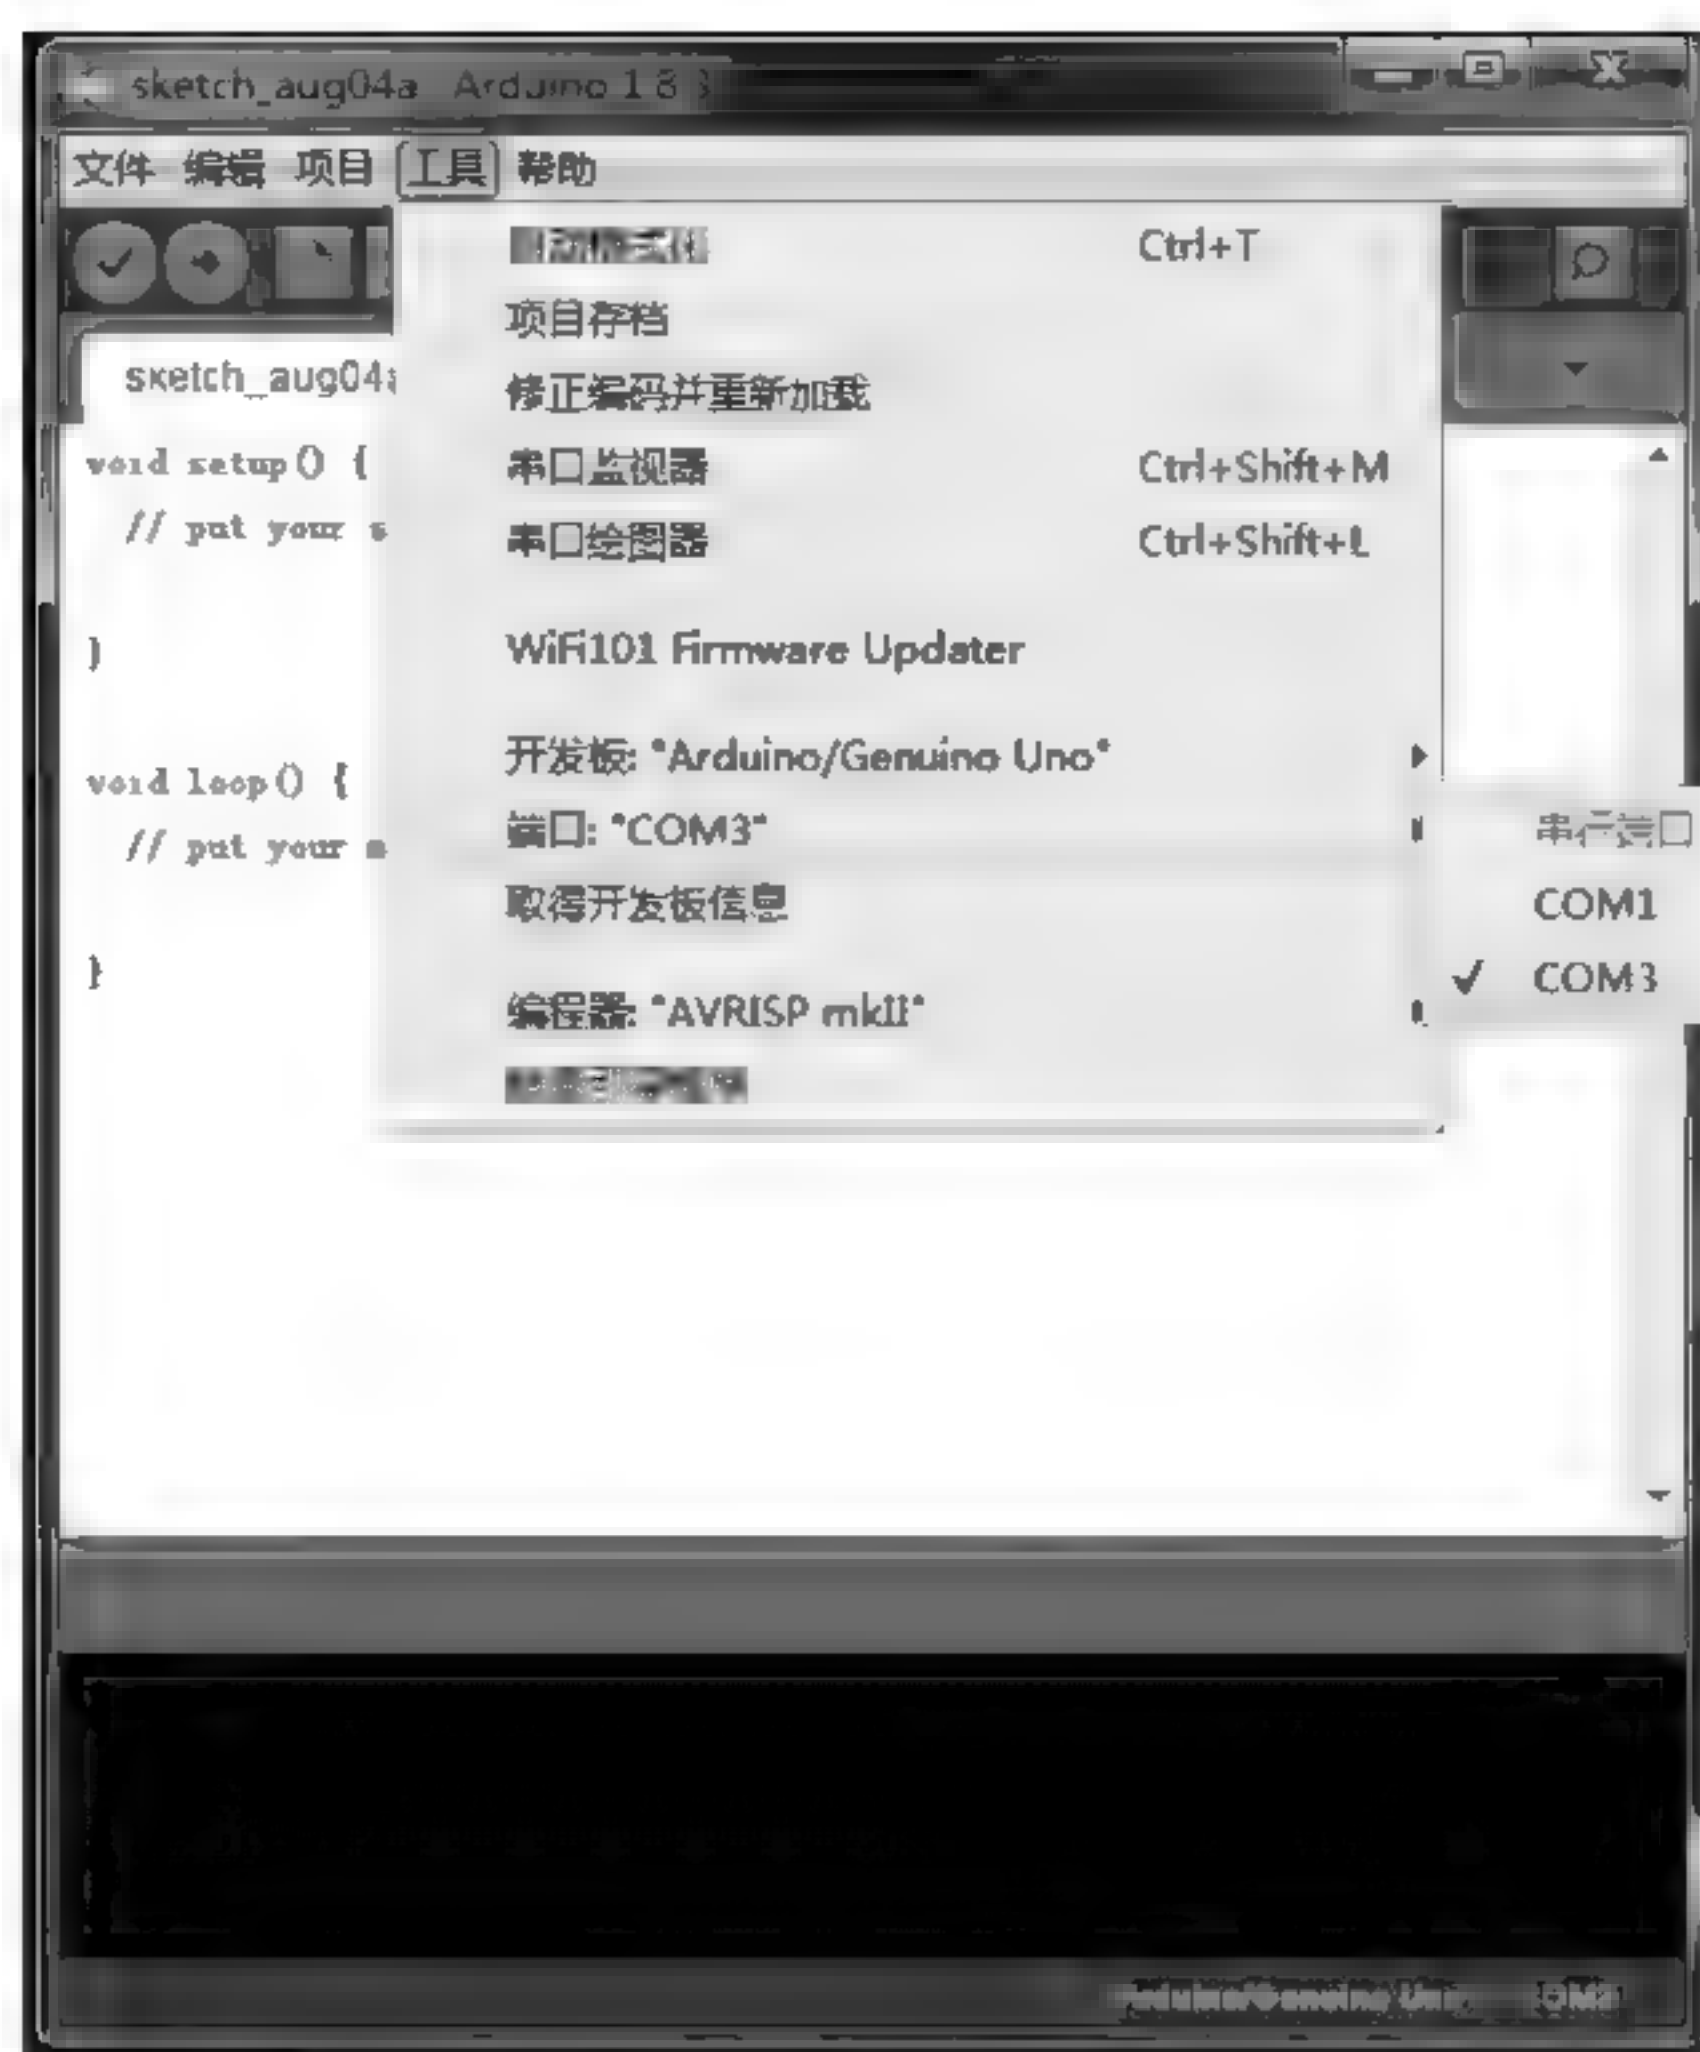 sketch_aug04a Arduino 1 8 3
文件 编辑 项目 工具 帮助
Ctrl+T
项目存档
修正编码并重新加载
串口监视器 Ctrl+Shift+M
串口绘图器 Ctrl+Shift+L
WiFi101 Firmware Updater
开发板: "Arduino/Genuino Uno"
端口: "COM3"
取得开发板信息
编程器: "AVRISP mkII"
串行端口
COM1
COM3
sketch_aug04a
void setup() {
// put your s
}
void loop() {
// put your m
}